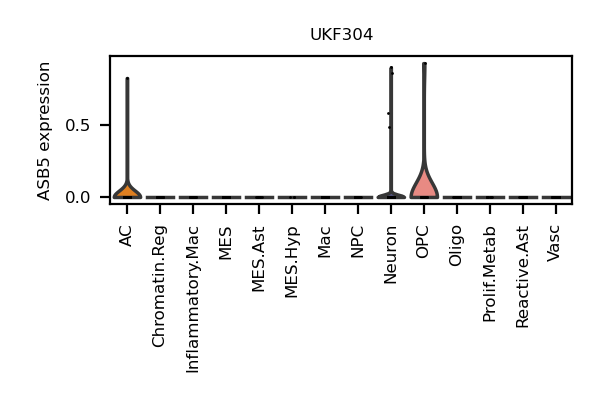 UKF304
ASB5 expression
0.5
0.0
AC
Chromatin.Reg
Inflammatory.Mac
MES
MES.Ast
MES.Hyp
Mac
NPC
Neuron
OPC
Oligo
Prolif.Metab
Reactive.Ast
Vasc